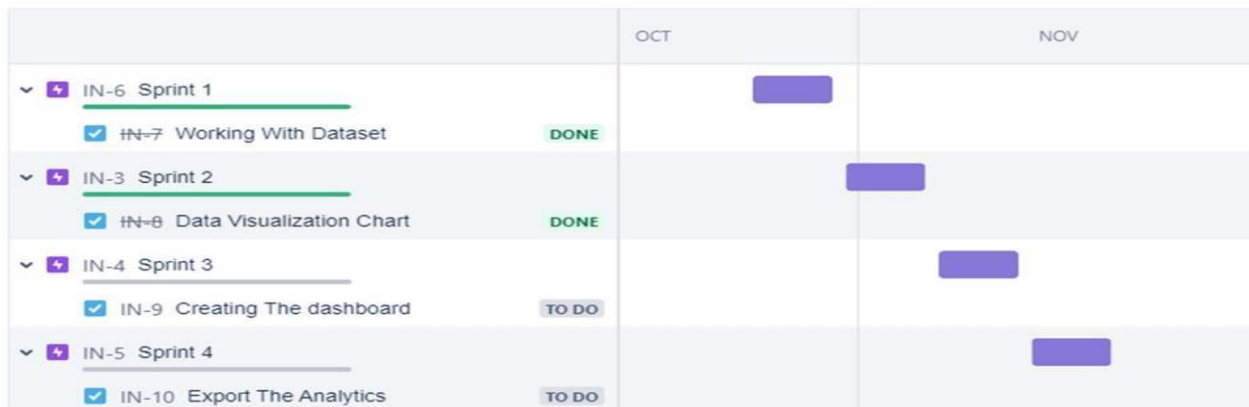 OCT NOV
IN-6 Sprint 1
IN-7 Working With Dataset DONE
IN-3 Sprint 2
IN-8 Data Visualization Chart DONE
IN-4 Sprint 3
IN-9 Creating The dashboard TO DO
IN-5 Sprint 4
IN-10 Export The Analytics TO DO